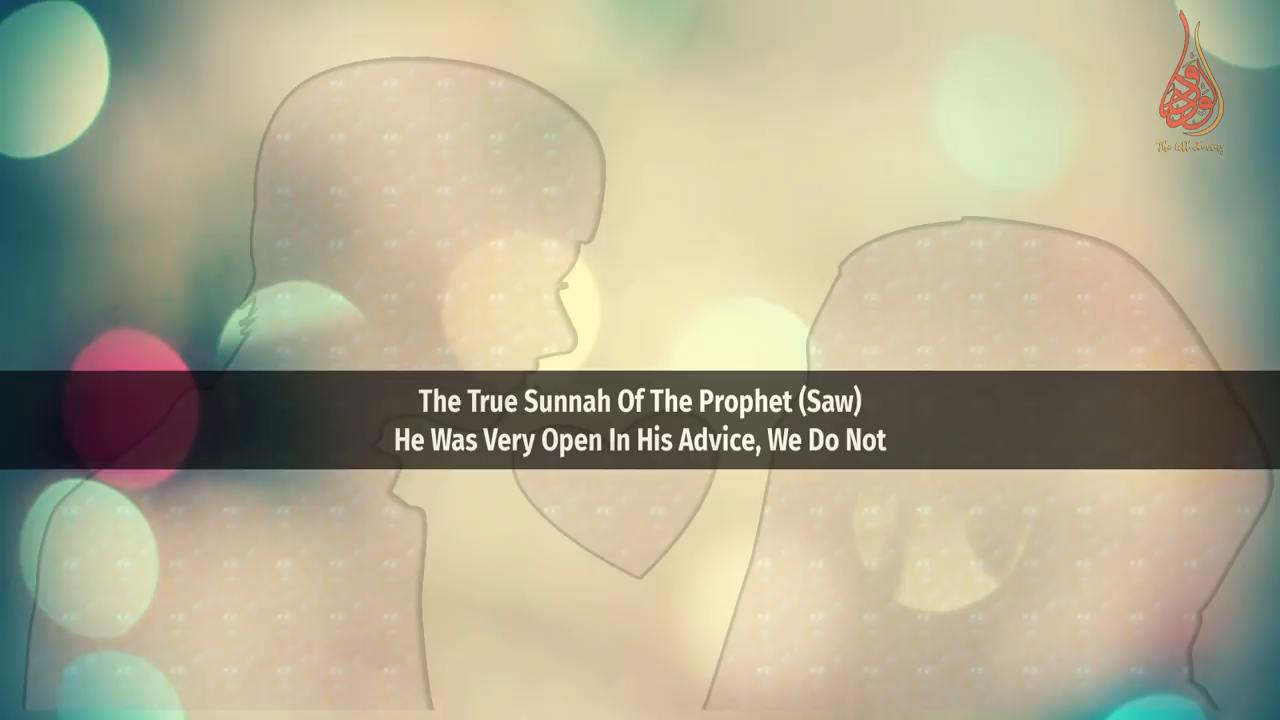 The True Sunnah Of The Prophet (Saw)
He Was Very Open In His Advice, We Do Not